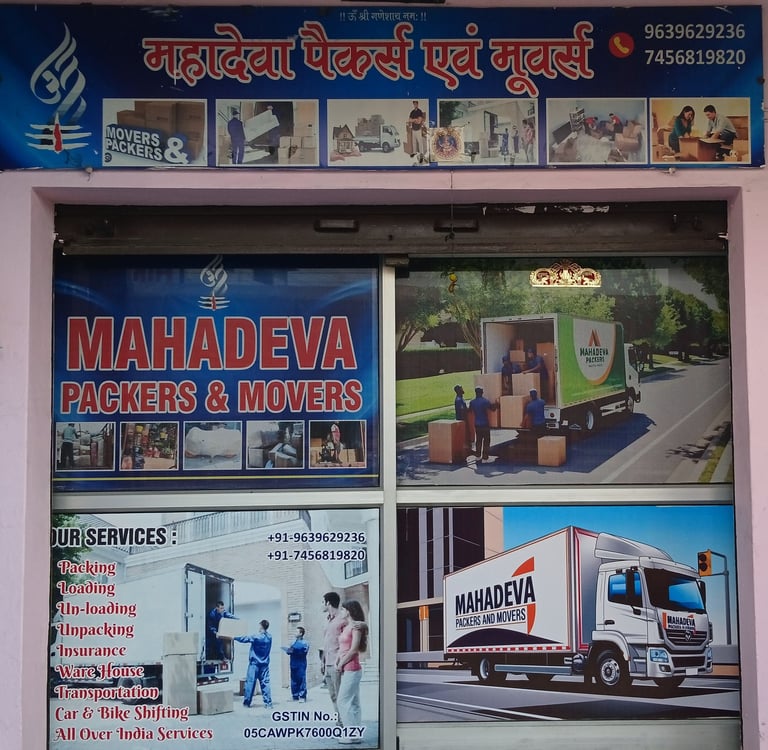 !! ॐ श्री गणेशाय नमः !!
महादेवा पैकर्स एवं मूवर्स
9639629236
7456819820
MOVERS &
PACKERS
MAHADEVA
PACKERS & MOVERS
MAHADEVA
PACKERS
OUR SERVICES :
+91-9639629236
+91-7456819820
Packing
Loading
Un-loading
Unpacking
Insurance
Ware House
Transportation
Car & Bike Shifting
All Over India Services
GSTIN No.:
05CAWPK7600Q1ZY
MAHADEVA
PACKERS AND MOVERS
MAHADEVA